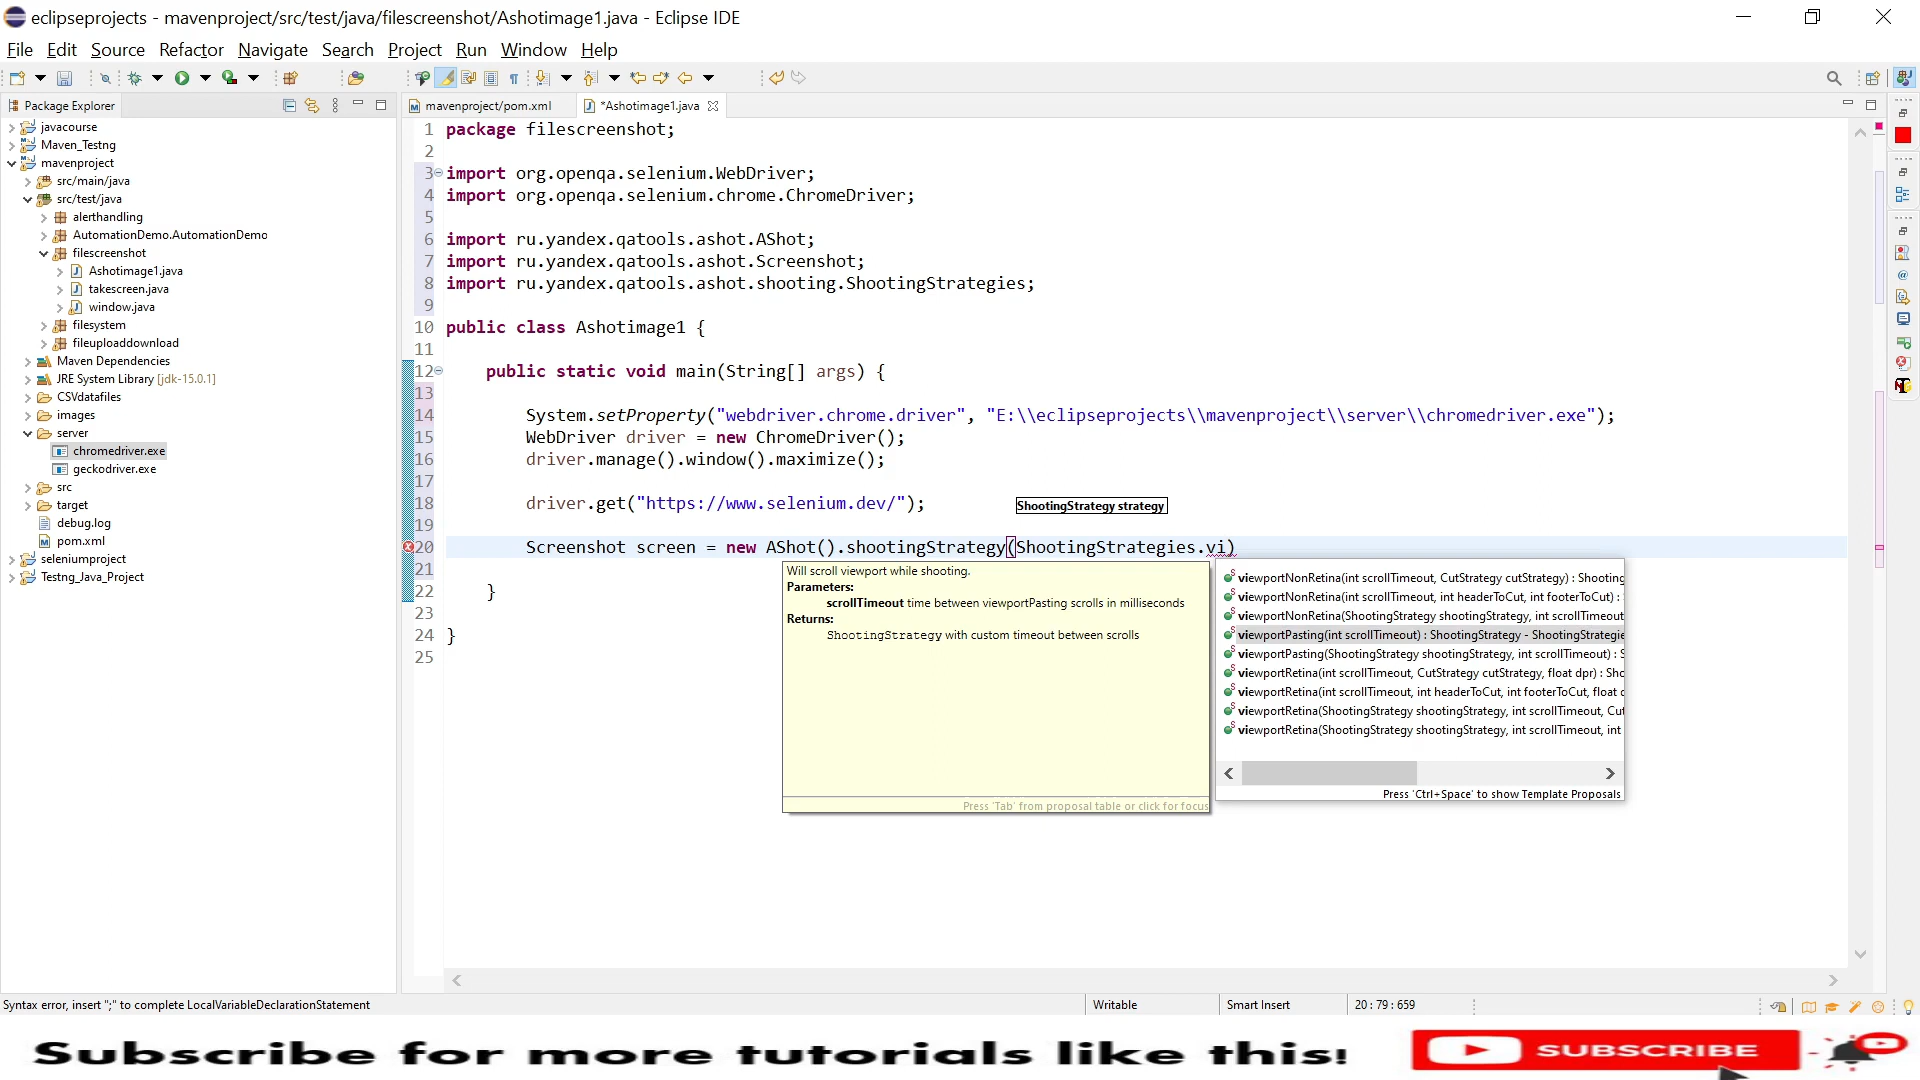 eclipseprojects - mavenproject/src/test/java/filescreenshot/Ashotimage1.java - Eclipse IDE
File Edit Source Refactor Navigate Search Project Run Window Help
Package Explorer
mavenproject/pom.xml
*Ashotimage1.java
javacourse
Maven_Testng
mavenproject
src/main/java
src/test/java
alerthandling
AutomationDemo.AutomationDemo
filescreenshot
Ashotimage1.java
takescreen.java
window.java
filesystem
fileuploaddownload
Maven Dependencies
JRE System Library [jdk-15.0.1]
CSVdatafiles
images
server
chromedriver.exe
geckodriver.exe
src
target
debug.log
pom.xml
seleniumproject
Testng_Java_Project
1 package filescreenshot;
2
3 import org.openqa.selenium.WebDriver;
4 import org.openqa.selenium.chrome.ChromeDriver;
5
6 import ru.yandex.qatools.ashot.AShot;
7 import ru.yandex.qatools.ashot.Screenshot;
8 import ru.yandex.qatools.ashot.shooting.ShootingStrategies;
9
10 public class Ashotimage1 {
11
12 public static void main(String[] args) {
13
14 System.setProperty("webdriver.chrome.driver", "E:\\eclipseprojects\\mavenproject\\server\\chromedriver.exe");
15 WebDriver driver = new ChromeDriver();
16 driver.manage().window().maximize();
17
18 driver.get("https://www.selenium.dev/");
ShootingStrategy strategy
19
20 Screenshot screen = new AShot().shootingStrategy(ShootingStrategies.vi)
21
22 }
23
24 }
25
Will scroll viewport while shooting.
Parameters:
scrollTimeout time between viewportPasting scrolls in milliseconds
Returns:
ShootingStrategy with custom timeout between scrolls
Press 'Tab' from proposal table or click for focus
viewportNonRetina(int scrollTimeout, CutStrategy cutStrategy) : Shooting
viewportNonRetina(int scrollTimeout, int headerToCut, int footerToCut) :
viewportNonRetina(ShootingStrategy shootingStrategy, int scrollTimeout
viewportPasting(int scrollTimeout) : ShootingStrategy - ShootingStrategie
viewportPasting(ShootingStrategy shootingStrategy, int scrollTimeout) : S
viewportRetina(int scrollTimeout, CutStrategy cutStrategy, float dpr) : Sho
viewportRetina(int scrollTimeout, int headerToCut, int footerToCut, float d
viewportRetina(ShootingStrategy shootingStrategy, int scrollTimeout, Cu
viewportRetina(ShootingStrategy shootingStrategy, int scrollTimeout, int
Press 'Ctrl+Space' to show Template Proposals
Syntax error, insert ";" to complete LocalVariableDeclarationStatement
Writable
Smart Insert
20 : 79 : 659
Subscribe for more tutorials like this!
SUBSCRIBE